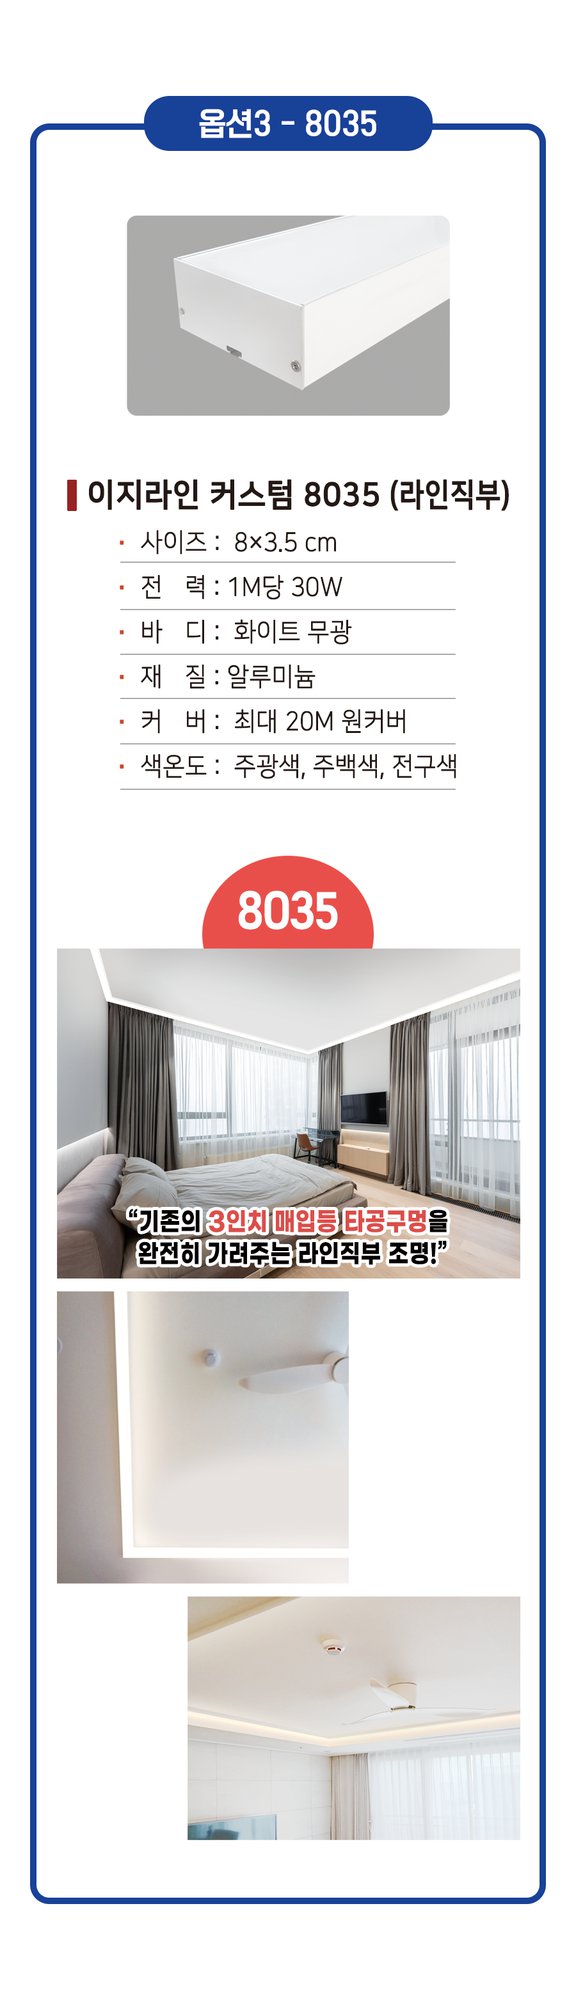 옵션3 - 8035
이지라인 커스텀 8035 (라인직부)
· 사이즈 : 8×3.5 cm
· 전 력 : 1M당 30W
· 바 디 : 화이트 무광
· 재 질 : 알루미늄
· 커 버 : 최대 20M 원커버
· 색온도 : 주광색, 주백색, 전구색
8035
“기존의 3인치 매입등 타공구멍을
완전히 가려주는 라인직부 조명!”